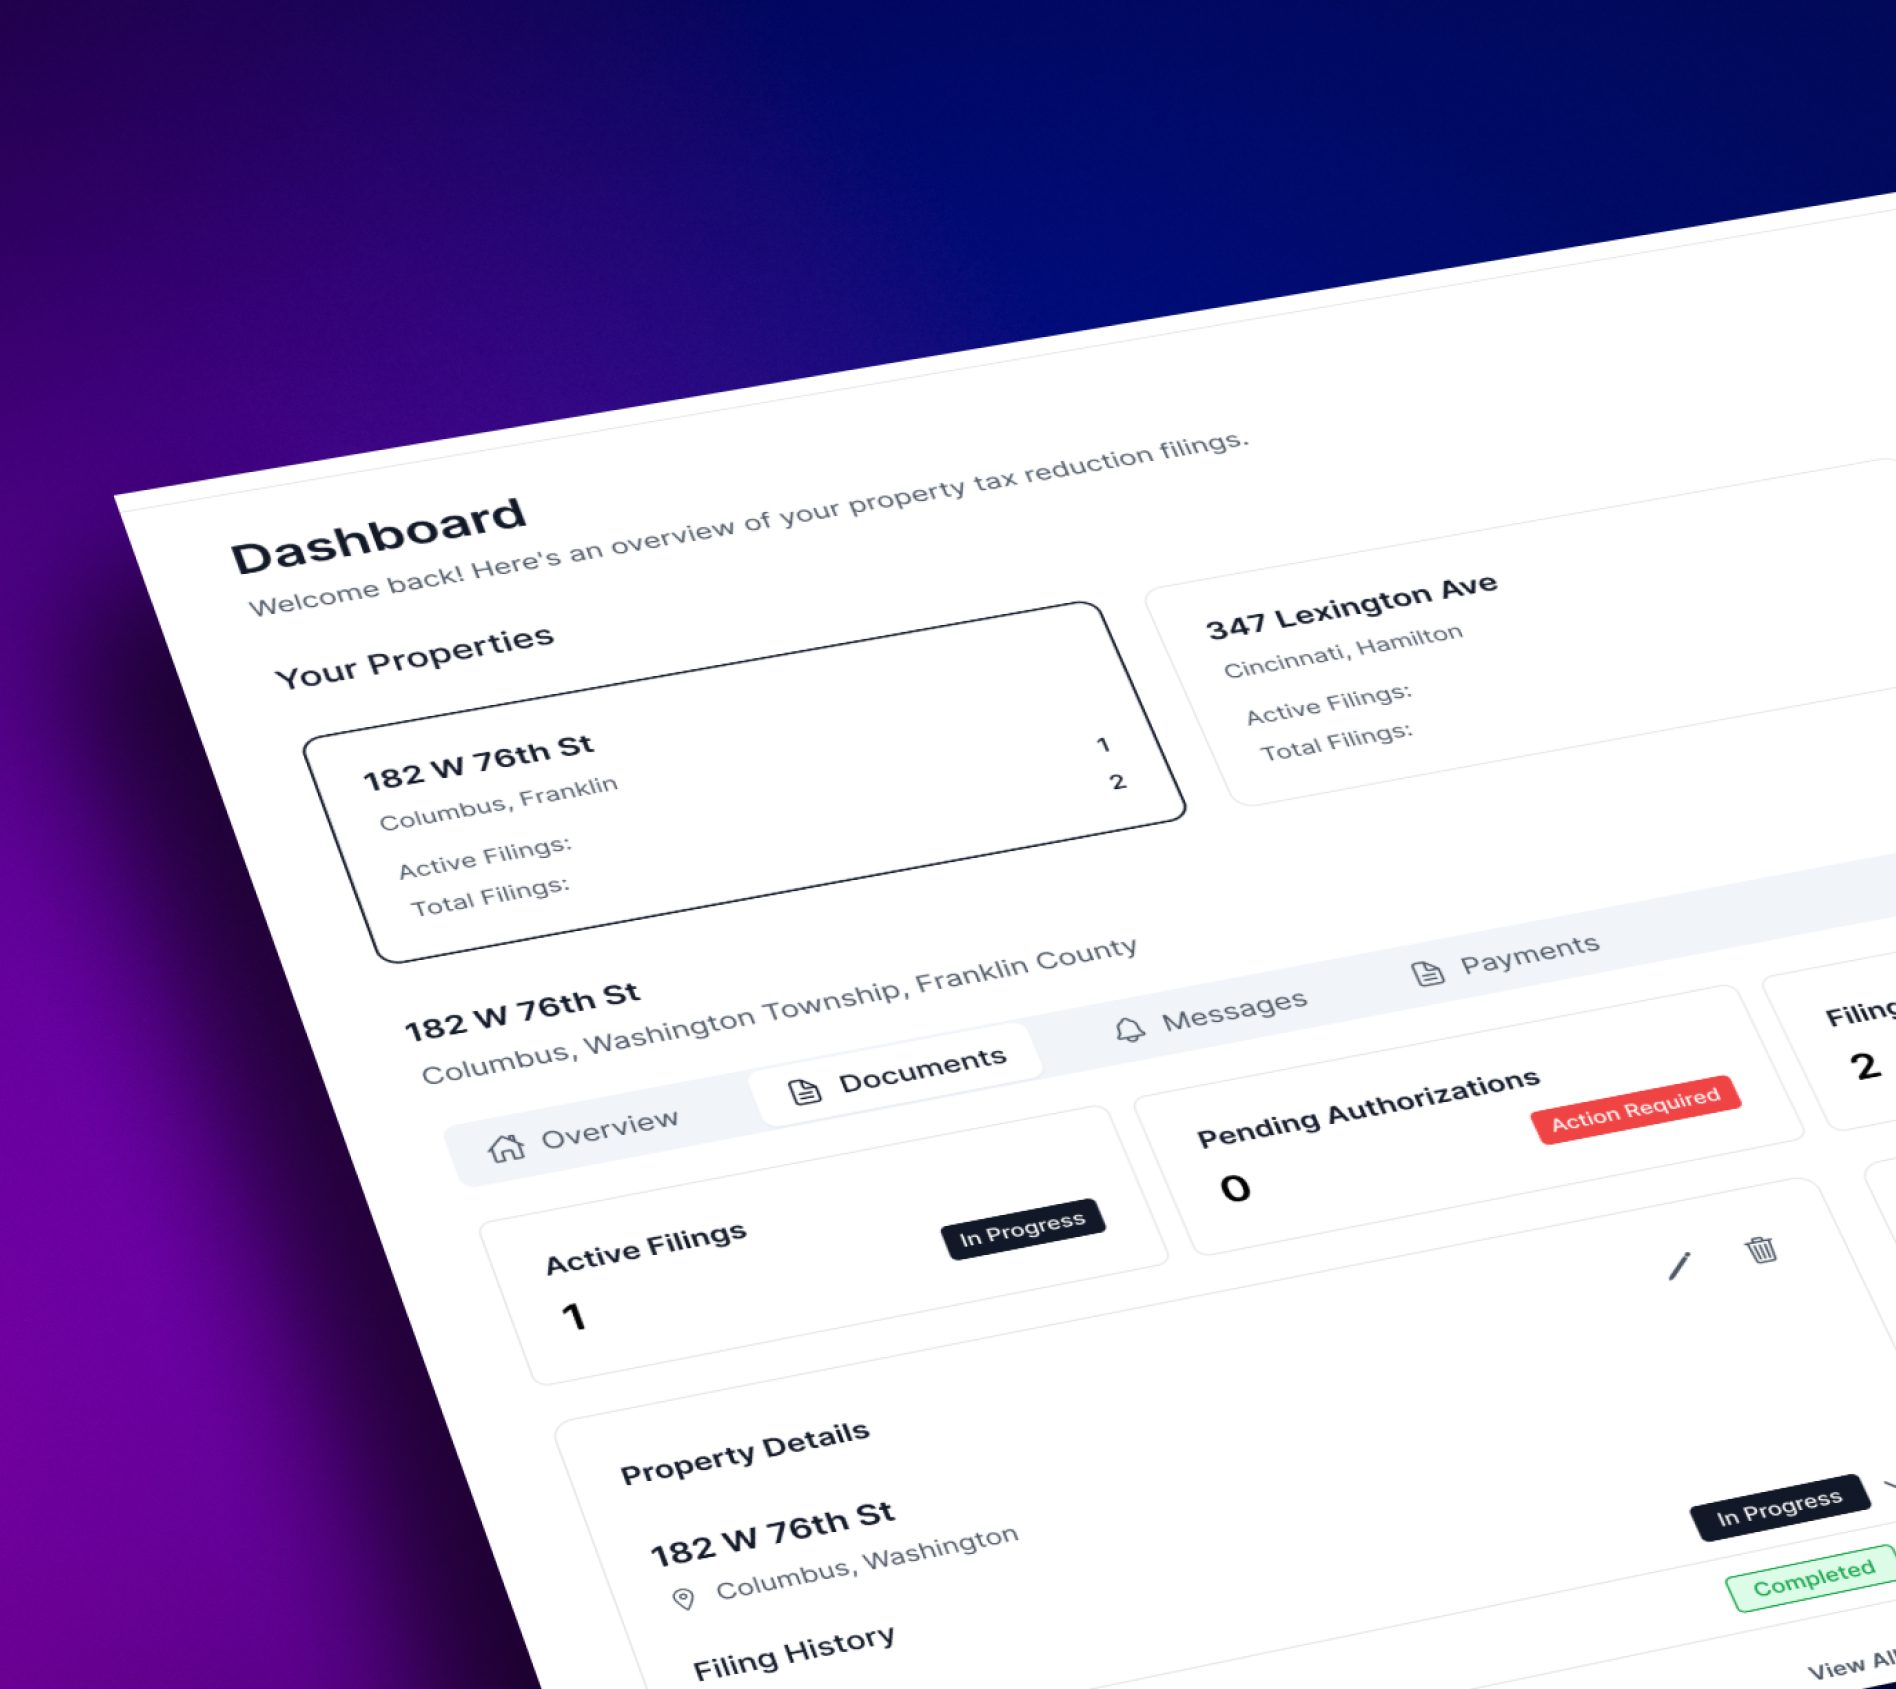 Dashboard
Welcome back! Here's an overview of your property tax reduction filings.
Your Properties
182 W 76th St
Columbus, Franklin
Active Filings: 1
Total Filings: 2
347 Lexington Ave
Cincinnati, Hamilton
Active Filings:
Total Filings:
182 W 76th St
Columbus, Washington Township, Franklin County
Overview
Documents
Messages
Payments
Active Filings
In Progress
1
Pending Authorizations
Action Required
0
Filing
2
Property Details
182 W 76th St
Columbus, Washington
Filing History
In Progress
Completed
View All